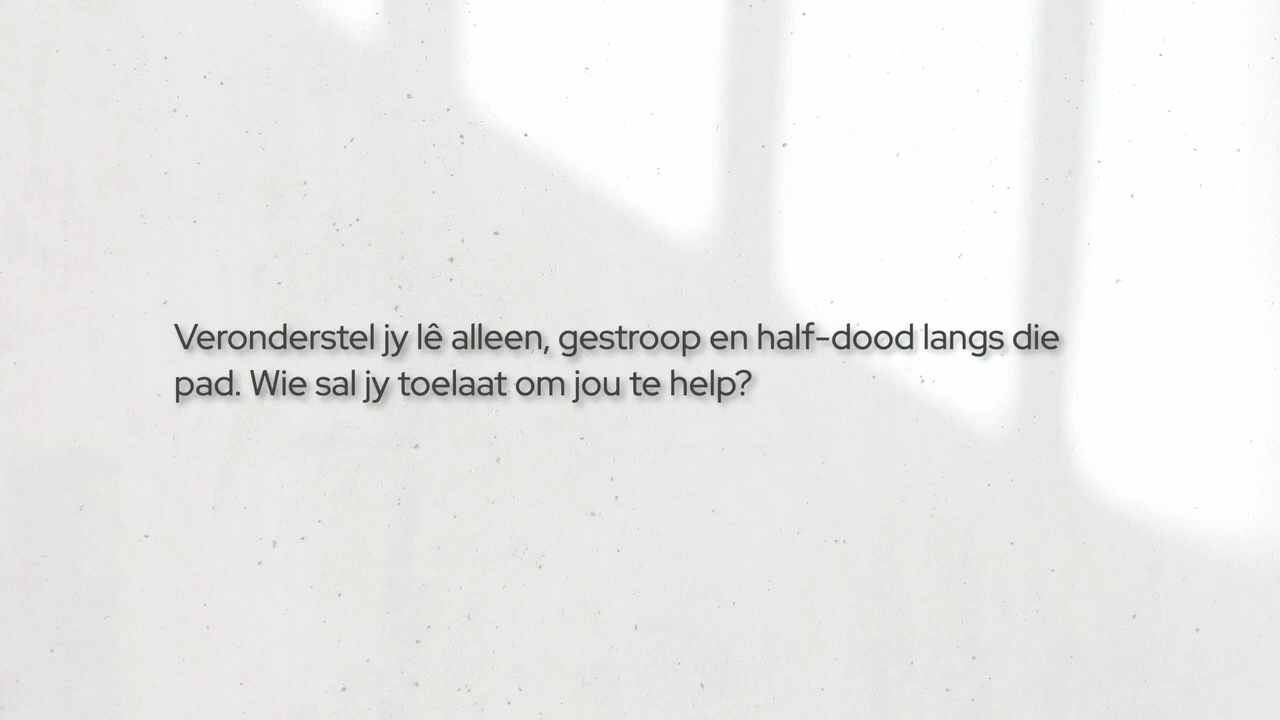 Veronderstel jy lê alleen, gestroop en half-dood langs die
pad. Wie sal jy toelaat om jou te help?